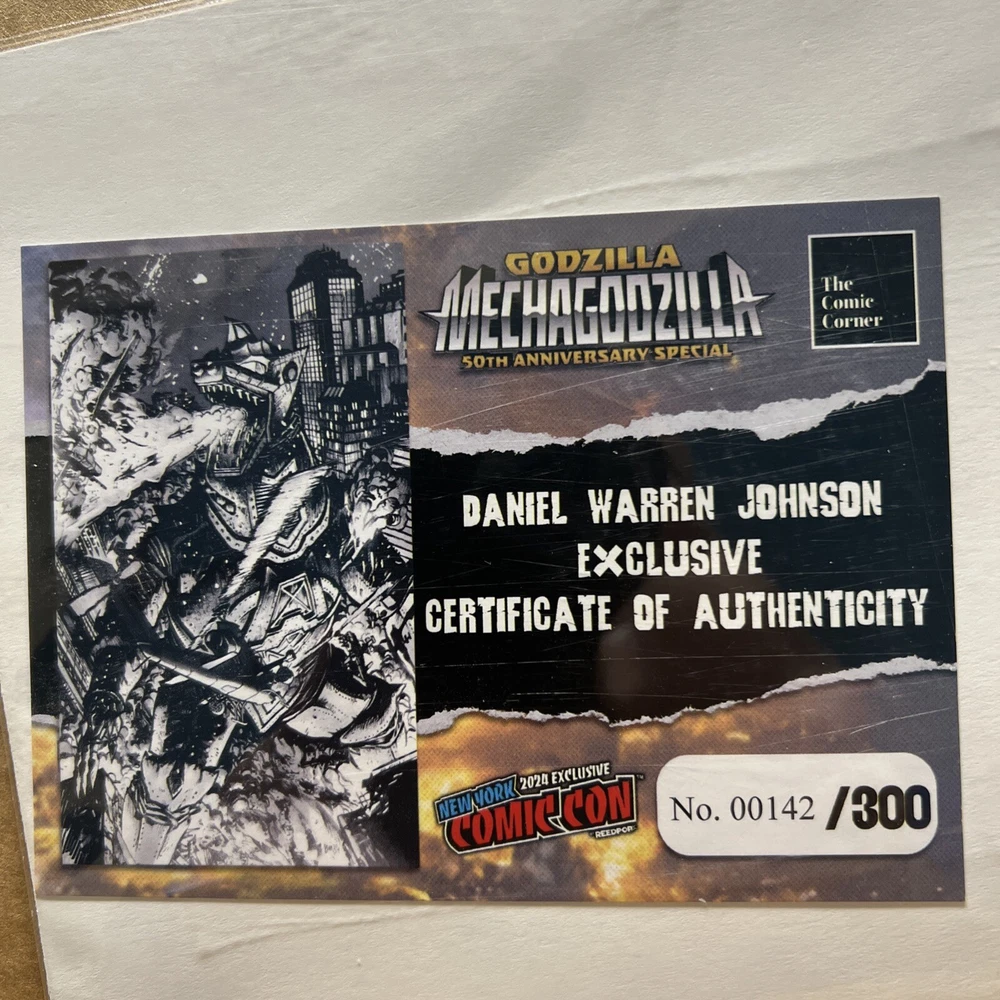 GODZILLA
MECHAGODZILLA
50TH ANNIVERSARY SPECIAL
The
Comic
Corner
DANIEL WARREN JOHNSON
EXCLUSIVE
CERTIFICATE OF AUTHENTICITY
2024 EXCLUSIVE
NEW YORK
COMIC CON
REEDPOP
No. 00142 /300